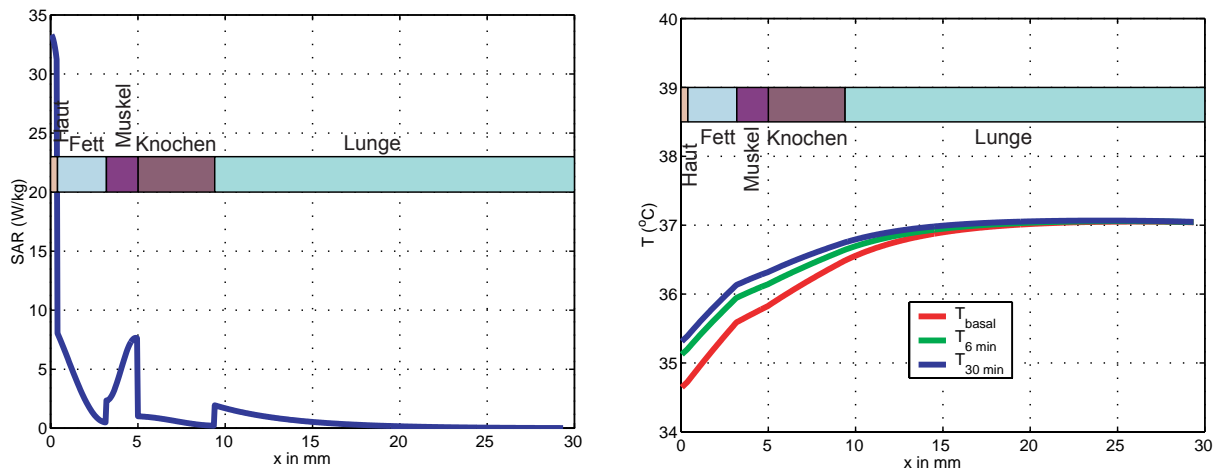 35
30
25
20
15
10
5
0
SAR (W/kg)
Haut
Fett
Muskel
Knochen
Lunge
0 5 10 15 20 25 30
x in mm
40
39
38
37
36
35
34
T (°C)
Haut
Fett
Muskel
Knochen
Lunge
T basal
T 6 min
T 30 min
0 5 10 15 20 25 30
x in mm